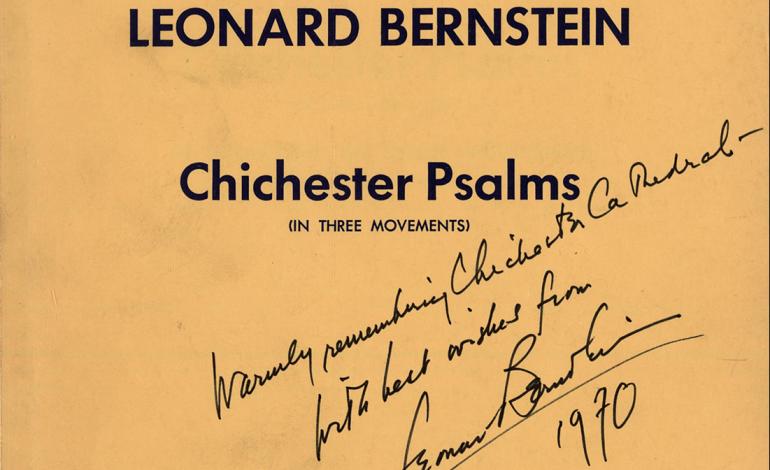 LEONARD BERNSTEIN
Chichester Psalms
(IN THREE MOVEMENTS)
Warmly remembering Chichester Cathedral –
with best wishes from
Leonard Bernstein
1970